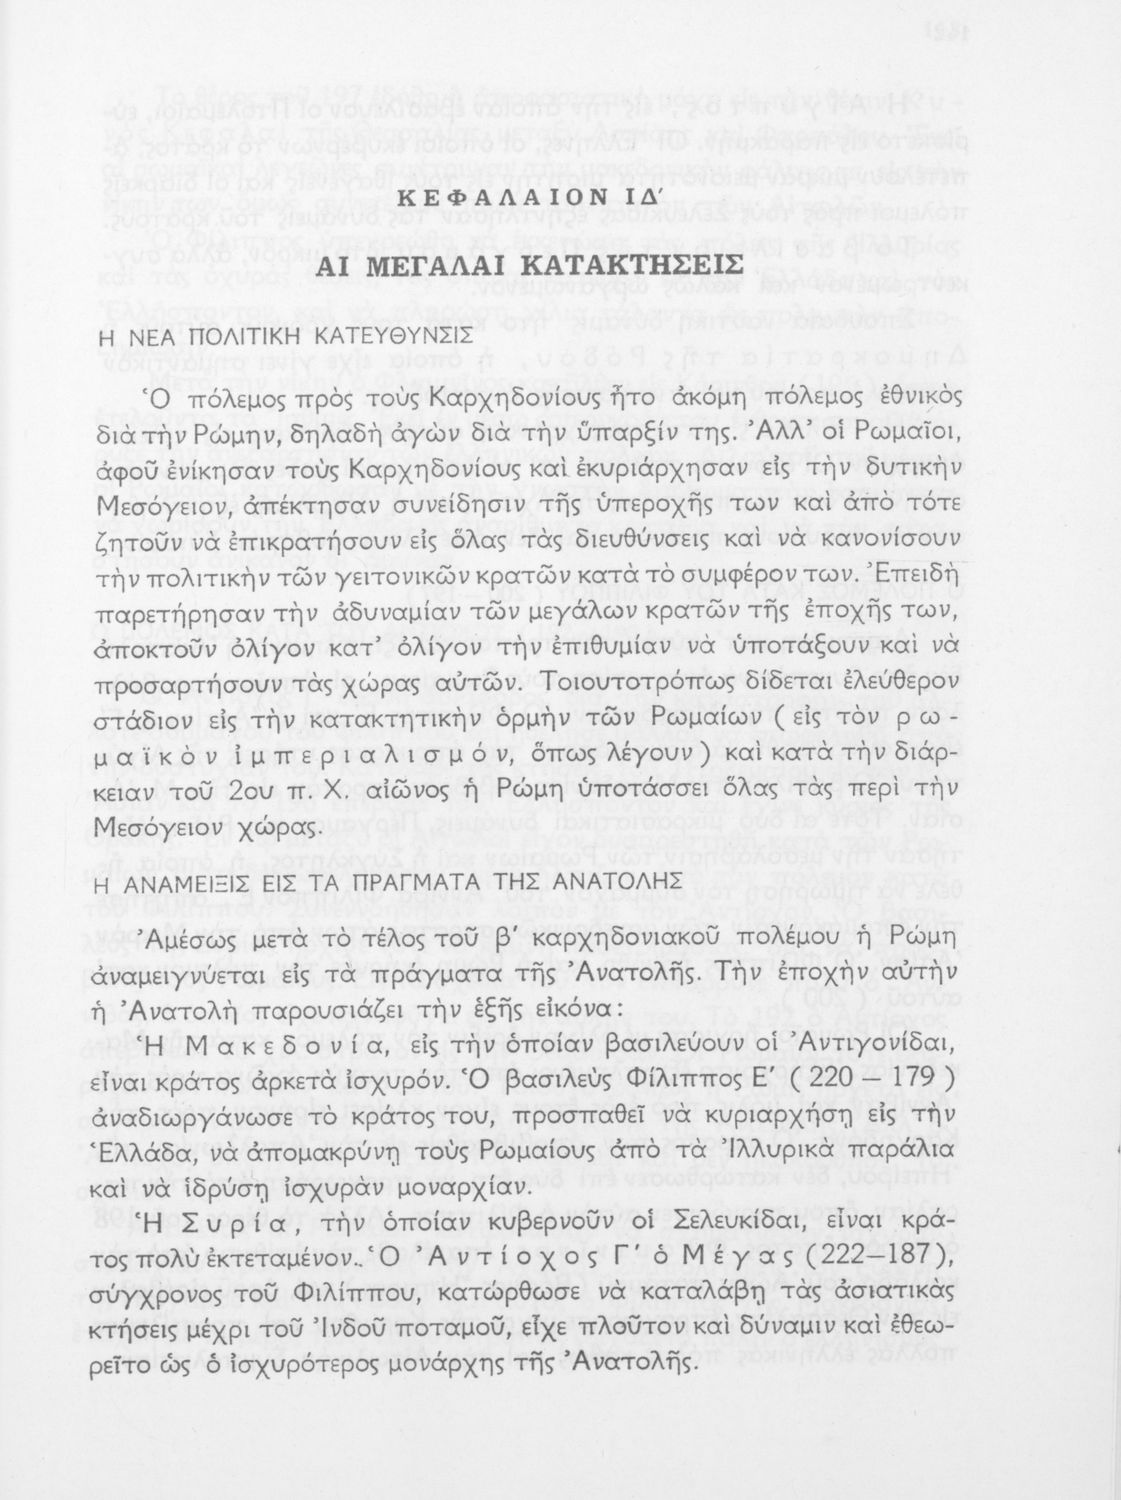 ΚΕΦΑΛΑΙΟΝ ΙΔ′
ΑΙ ΜΕΓΑΛΑΙ ΚΑΤΑΚΤΗΣΕΙΣ
Η ΝΕΑ ΠΟΛΙΤΙΚΗ ΚΑΤΕΥΘΥΝΣΙΣ
Ὁ πόλεμος πρὸς τοὺς Καρχηδονίους ἦτο ἀκόμη πόλεμος ἐθνικὸς
διὰ τὴν Ρώμην, δηλαδὴ ἀγὼν διὰ τὴν ὕπαρξίν της. Ἀλλ’ οἱ Ρωμαῖοι,
ἀφοῦ ἐνίκησαν τοὺς Καρχηδονίους καὶ ἐκυριάρχησαν εἰς τὴν δυτικὴν
Μεσόγειον, ἀπέκτησαν συνείδησιν τῆς ὑπεροχῆς των καὶ ἀπὸ τότε
ζητοῦν νὰ ἐπικρατήσουν εἰς ὅλας τὰς διευθύνσεις καὶ νὰ κανονίσουν
τὴν πολιτικὴν τῶν γειτονικῶν κρατῶν κατὰ τὸ συμφέρον των. Ἐπειδὴ
παρετήρησαν τὴν ἀδυναμίαν τῶν μεγάλων κρατῶν τῆς ἐποχῆς των,
ἀποκτοῦν ὀλίγον κατ’ ὀλίγον τὴν ἐπιθυμίαν νὰ ὑποτάξουν καὶ νὰ
προσαρτήσουν τὰς χώρας αὐτῶν. Τοιουτοτρόπως δίδεται ἐλεύθερον
στάδιον εἰς τὴν κατακτητικὴν ὁρμὴν τῶν Ρωμαίων ( εἰς τὸν ρω-
μαϊκὸν ἰμπεριαλισμόν, ὅπως λέγουν ) καὶ κατὰ τὴν διάρ-
κειαν τοῦ 2ου π. Χ. αἰῶνος ἡ Ρώμη ὑποτάσσει ὅλας τὰς περὶ τὴν
Μεσόγειον χώρας.
Η ΑΝΑΜΕΙΞΙΣ ΕΙΣ ΤΑ ΠΡΑΓΜΑΤΑ ΤΗΣ ΑΝΑΤΟΛΗΣ
Ἀμέσως μετὰ τὸ τέλος τοῦ β′ καρχηδονιακοῦ πολέμου ἡ Ρώμη
ἀναμειγνύεται εἰς τὰ πράγματα τῆς Ἀνατολῆς. Τὴν ἐποχὴν αὐτὴν
ἡ Ἀνατολὴ παρουσιάζει τὴν ἑξῆς εἰκόνα:
Ἡ Μακεδονία, εἰς τὴν ὁποίαν βασιλεύουν οἱ Ἀντιγονίδαι,
εἶναι κράτος ἀρκετὰ ἰσχυρόν. Ὁ βασιλεὺς Φίλιππος Ε′ ( 220 – 179 )
ἀναδιωργάνωσε τὸ κράτος του, προσπαθεῖ νὰ κυριαρχήσῃ εἰς τὴν
Ἑλλάδα, νὰ ἀπομακρύνῃ τοὺς Ρωμαίους ἀπὸ τὰ Ἰλλυρικὰ παράλια
καὶ νὰ ἱδρύσῃ ἰσχυρὰν μοναρχίαν.
Ἡ Συρία, τὴν ὁποίαν κυβερνοῦν οἱ Σελευκίδαι, εἶναι κρά-
τος πολὺ ἐκτεταμένον.. Ὁ Ἀντίοχος Γ′ ὁ Μέγας (222–187),
σύγχρονος τοῦ Φιλίππου, κατώρθωσε νὰ καταλάβῃ τὰς ἀσιατικὰς
κτήσεις μέχρι τοῦ Ἰνδοῦ ποταμοῦ, εἶχε πλοῦτον καὶ δύναμιν καὶ ἐθεω-
ρεῖτο ὡς ὁ ἰσχυρότερος μονάρχης τῆς Ἀνατολῆς.